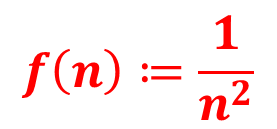 f(n) := 1/n²